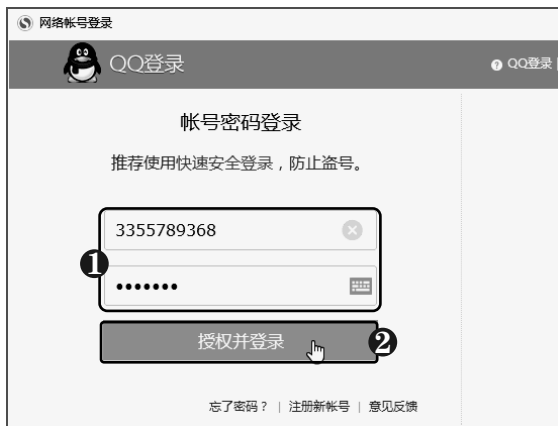 网络帐号登录
QQ登录
QQ登录
帐号密码登录
推荐使用快速安全登录，防止盗号。
3355789368
1
•••••••
授权并登录
2
忘了密码？ | 注册新帐号 | 意见反馈